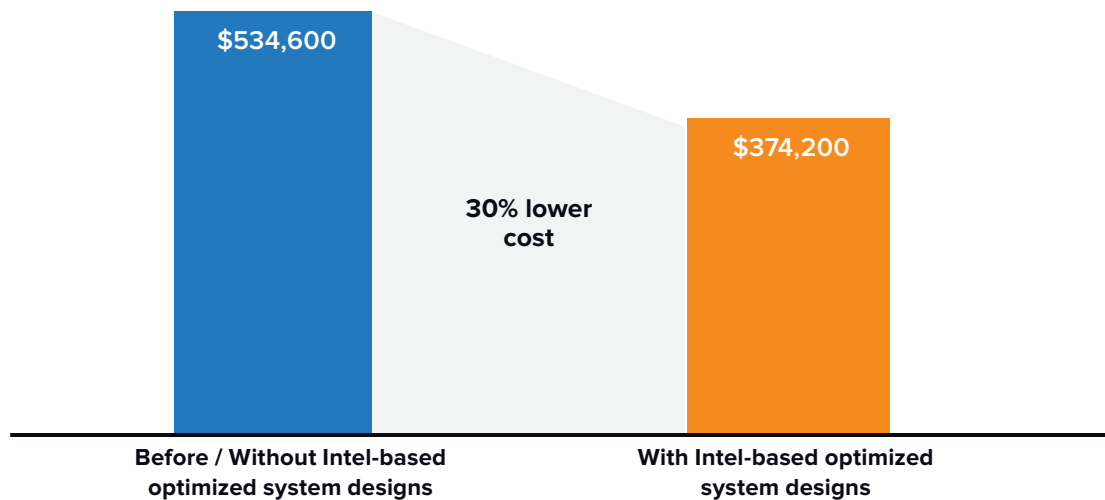 $534,600
$374,200
30% lower
cost
Before / Without Intel-based
optimized system designs
With Intel-based optimized
system designs